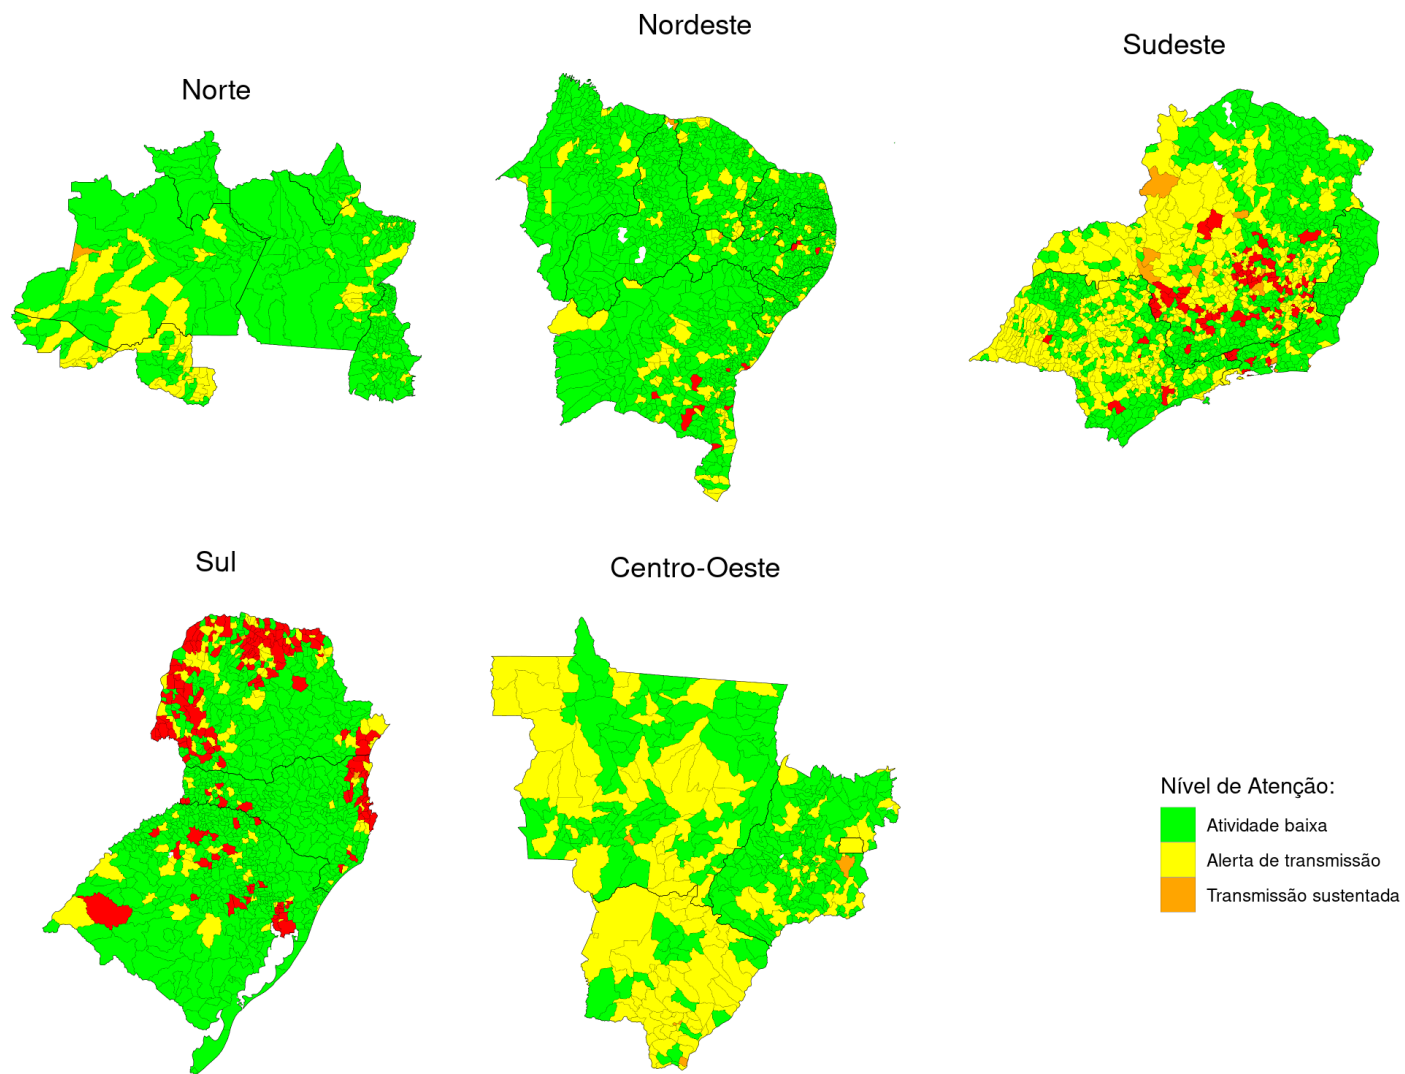 Norte
Nordeste
Sudeste
Sul
Centro-Oeste
Nível de Atenção:
Atividade baixa
Alerta de transmissão
Transmissão sustentada